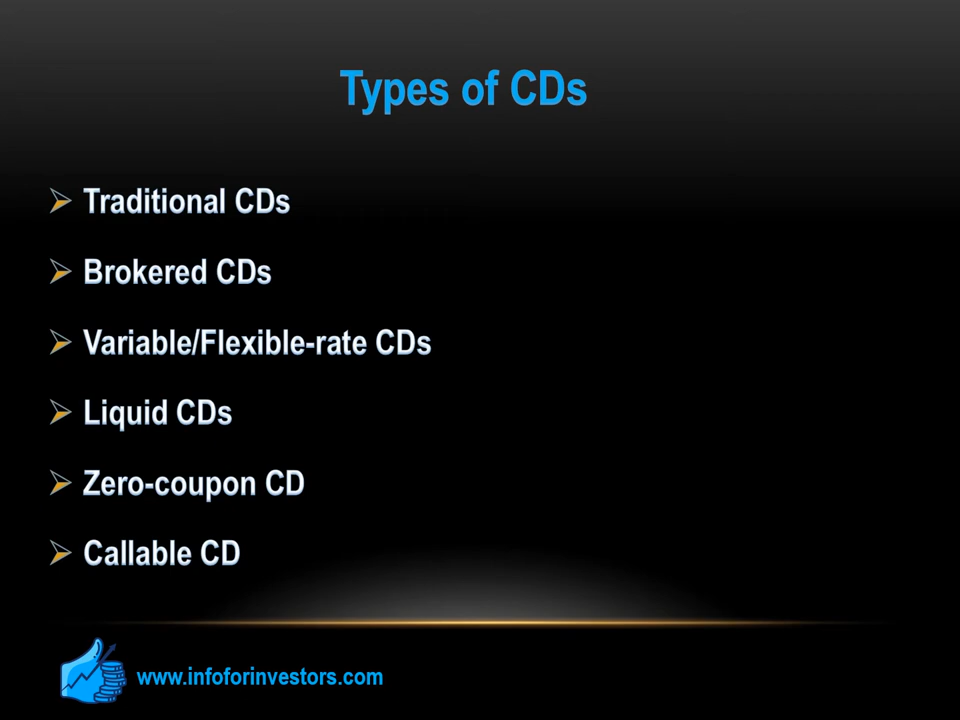 Types of CDs
Traditional CDs
Brokered CDs
Variable/Flexible-rate CDs
Liquid CDs
Zero-coupon CD
Callable CD
www.infoforinvestors.com